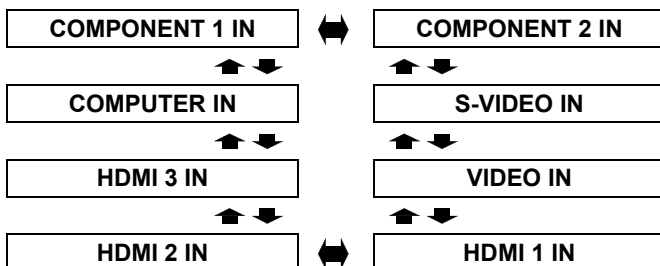 COMPONENT 1 IN COMPONENT 2 IN
COMPUTER IN S-VIDEO IN
HDMI 3 IN VIDEO IN
HDMI 2 IN HDMI 1 IN